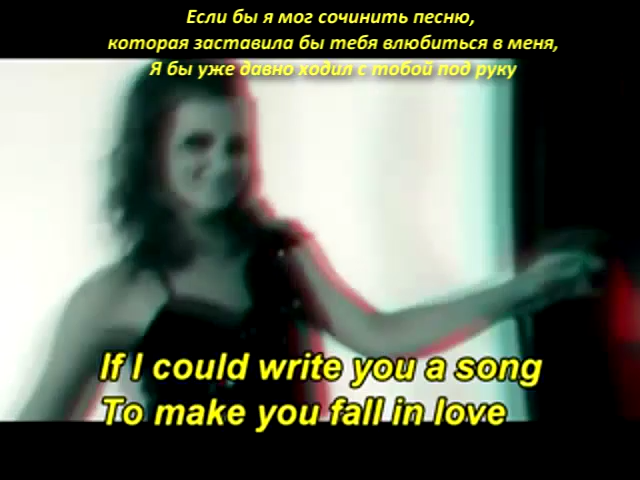 Если бы я мог сочинить песню,
которая заставила бы тебя влюбиться в меня,
Я бы уже давно ходил с тобой под руку
If I could write you a song
To make you fall in love